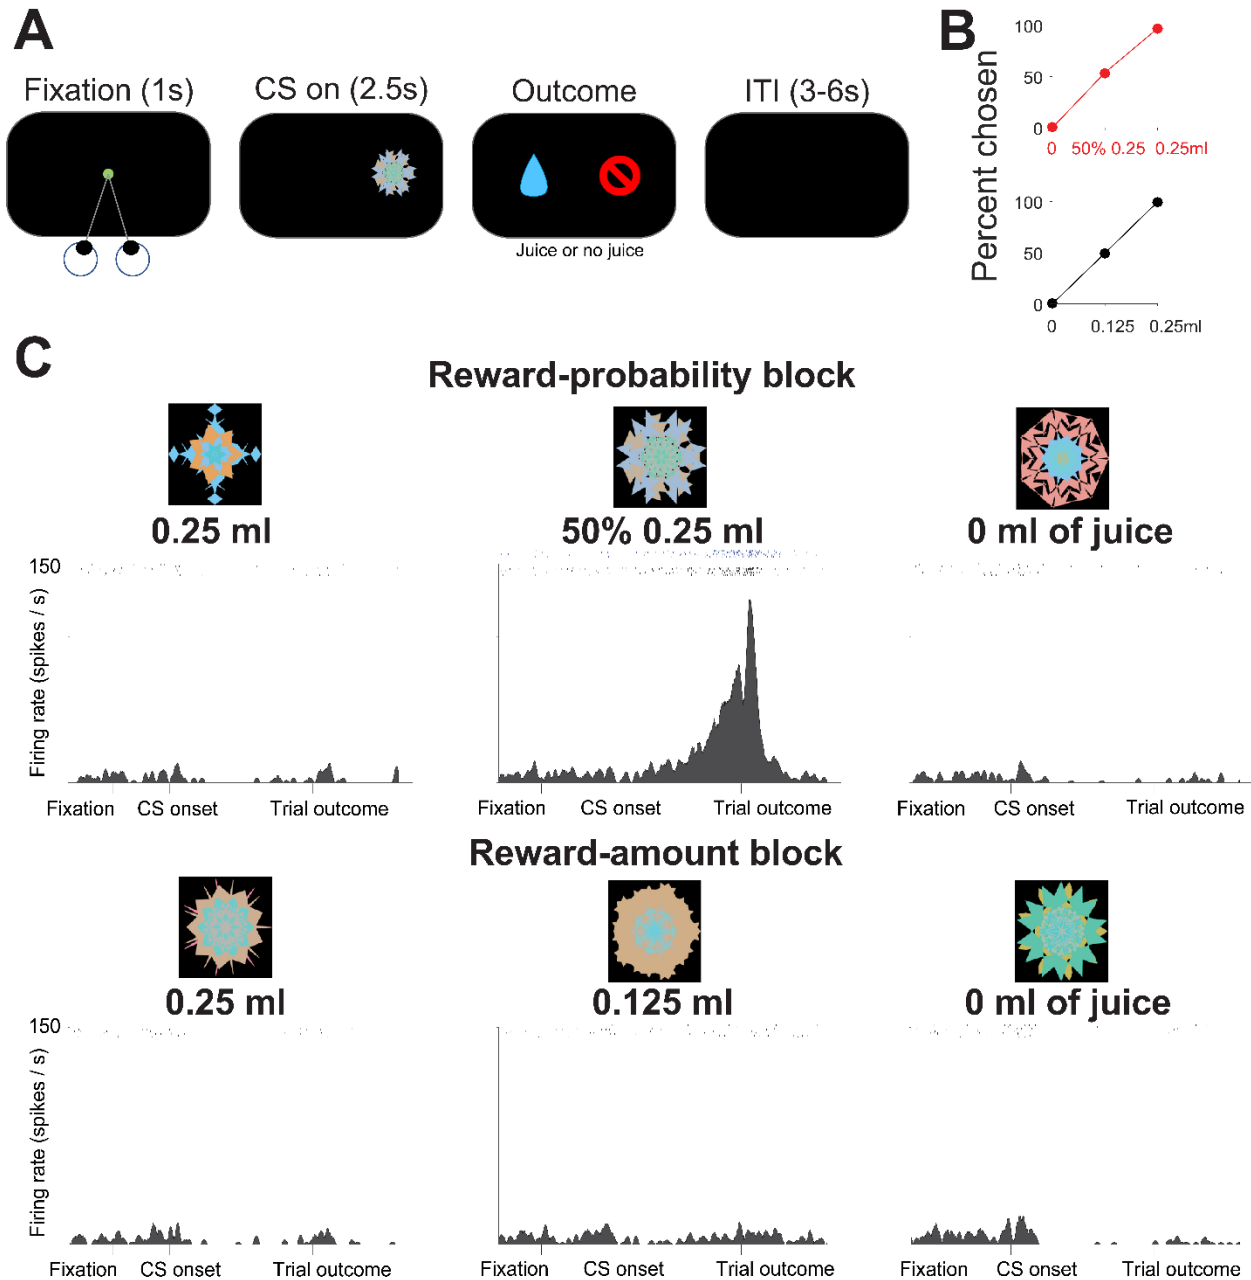 A
Fixation (1s)
CS on (2.5s)
Outcome
ITI (3-6s)
Juice or no juice
B
Percent chosen
100
50
0
0 50% 0.25 0.25ml
100
50
0
0 0.125 0.25ml
C
Reward-probability block
0.25 ml
50% 0.25 ml
0 ml of juice
Firing rate (spikes / s)
150
Fixation CS onset Trial outcome
Fixation CS onset Trial outcome
Fixation CS onset Trial outcome
Reward-amount block
0.25 ml
0.125 ml
0 ml of juice
Firing rate (spikes / s)
150
Fixation CS onset Trial outcome
Fixation CS onset Trial outcome
Fixation CS onset Trial outcome